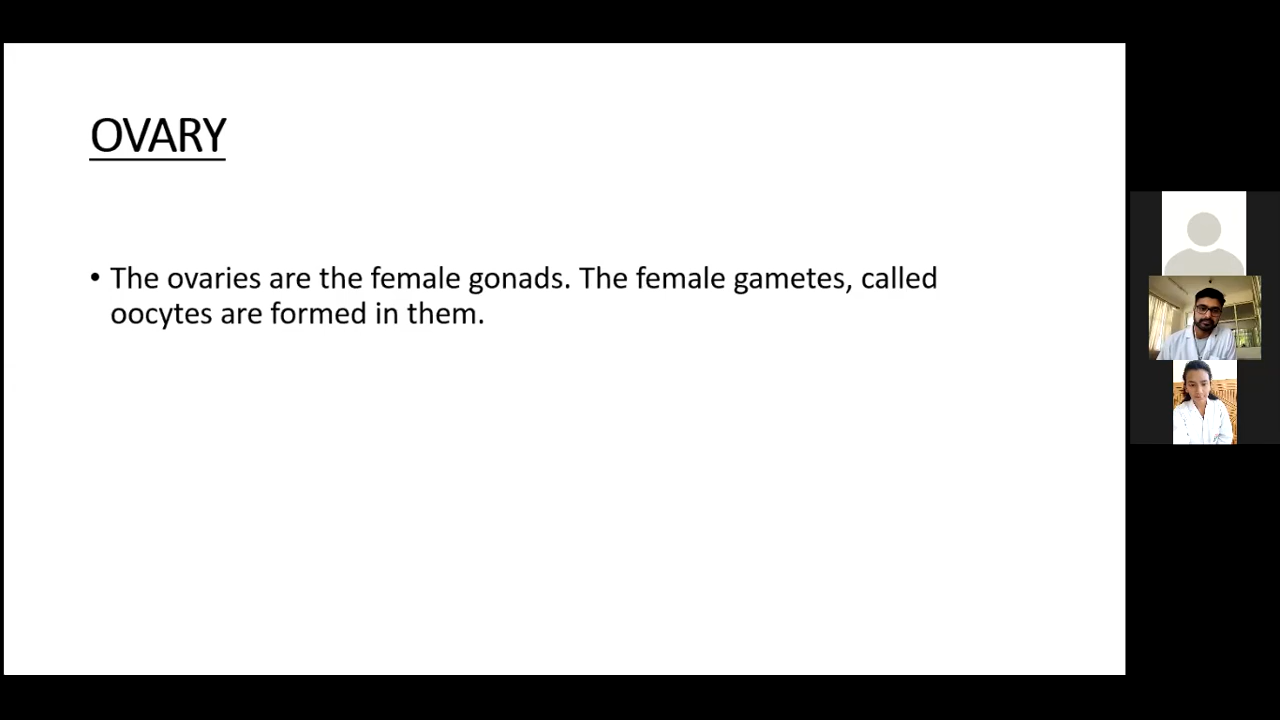 OVARY
• The ovaries are the female gonads. The female gametes, called
oocytes are formed in them.